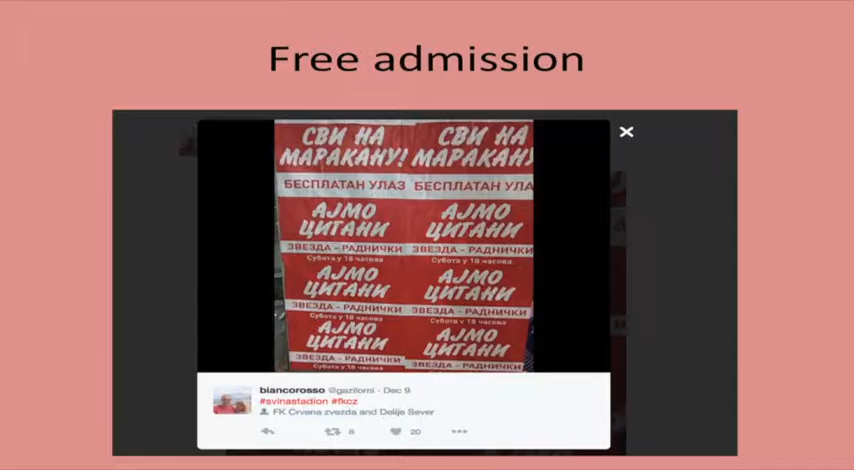 Free admission
СВИ НА СВИ НА
МАРАКАНУ! МАРАКАНУ
БЕСПЛАТАН УЛАЗ БЕСПЛАТАН УЛА
АЈМО АЈМО
ЦИГАНИ ЦИГАНИ
ЗВЕЗДА - РАДНИЧКИ ЗВЕЗДА - РАДНИЧКИ
Субота у 18 часова Субота у 18 часова
АЈМО АЈМО
ЦИГАНИ ЦИГАНИ
ЗВЕЗДА - РАДНИЧКИ ЗВЕЗДА - РАДНИЧКИ
Субота у 18 часова Субота у 18 часова
АЈМО АЈМО
ЦИГАНИ ЦИГАНИ
ЗВЕЗДА - РАДНИЧКИ ЗВЕЗДА - РАДНИЧКИ
Субота у 18 часова
biancorosso @gazilomi - Dec 9
#svinastadion #fkcz
FK Crvena zvezda and Delije Sever
6 20